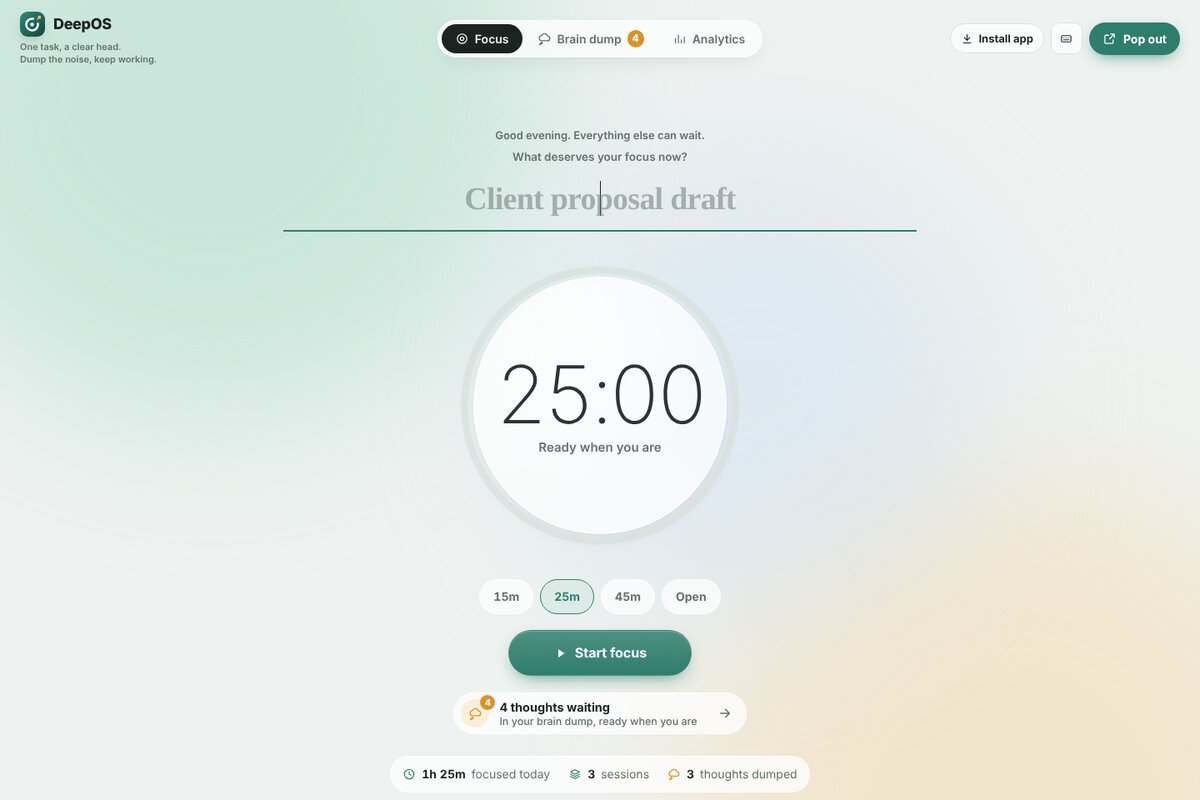 DeepOS
One task, a clear head.
Dump the noise, keep working.
Focus
Brain dump 4
Analytics
Install app
Pop out
Good evening. Everything else can wait.
What deserves your focus now?
Client proposal draft
25:00
Ready when you are
15m
25m
45m
Open
Start focus
4
4 thoughts waiting
In your brain dump, ready when you are
1h 25m focused today
3 sessions
3 thoughts dumped